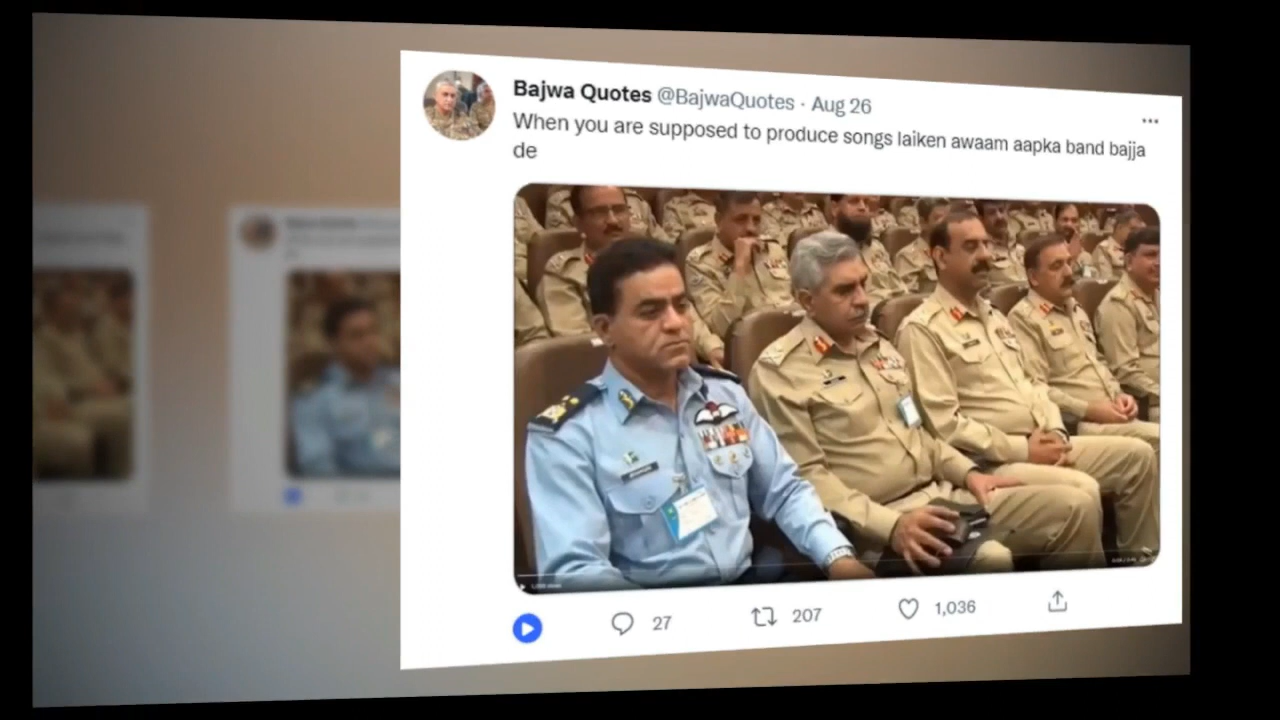 Bajwa Quotes @BajwaQuotes · Aug 26
When you are supposed to produce songs laiken awaam aapka band bajja
de
27
207
1,036